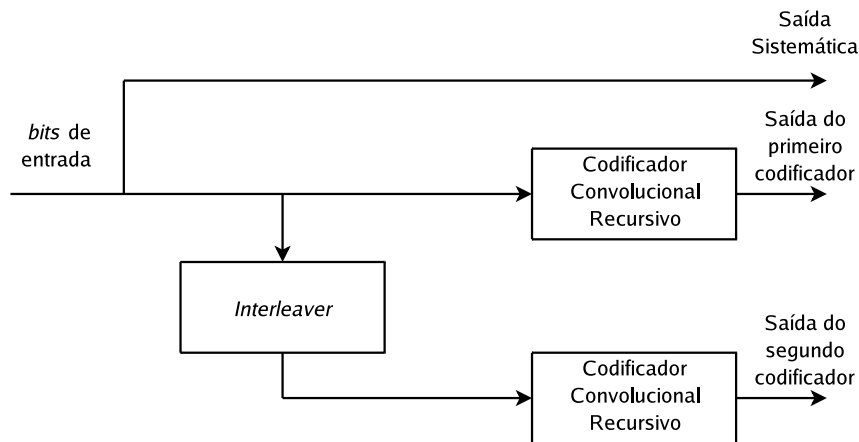 Saída
Sistemática
bits de
entrada
Saída do
primeiro
codificador
Codificador
Convolucional
Recursivo
Interleaver
Saída do
segundo
codificador
Codificador
Convolucional
Recursivo